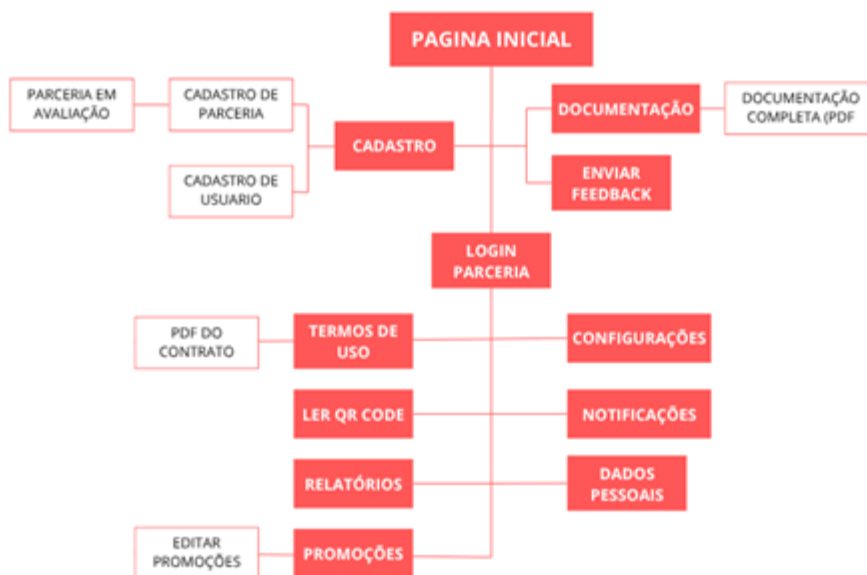 PAGINA INICIAL
PARCERIA EM
AVALIAÇÃO
CADASTRO DE
PARCERIA
CADASTRO
DOCUMENTAÇÃO
DOCUMENTAÇÃO
COMPLETA (PDF
CADASTRO DE
USUARIO
ENVIAR
FEEDBACK
LOGIN
PARCERIA
PDF DO
CONTRATO
TERMOS DE
USO
CONFIGURAÇÕES
LER QR CODE
NOTIFICAÇÕES
RELATÓRIOS
DADOS
PESSOAIS
EDITAR
PROMOÇÕES
PROMOÇÕES